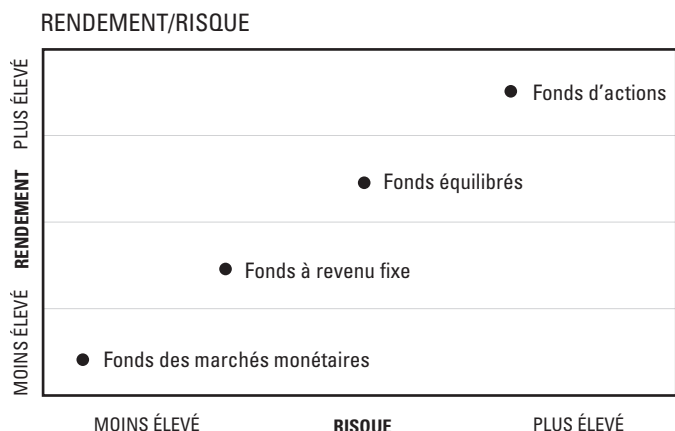 RENDEMENT/RISQUE
PLUS ÉLEVÉ
RENDEMENT
MOINS ÉLEVÉ
Fonds d’actions
Fonds équilibrés
Fonds à revenu fixe
Fonds des marchés monétaires
MOINS ÉLEVÉ
RISQUE
PLUS ÉLEVÉ